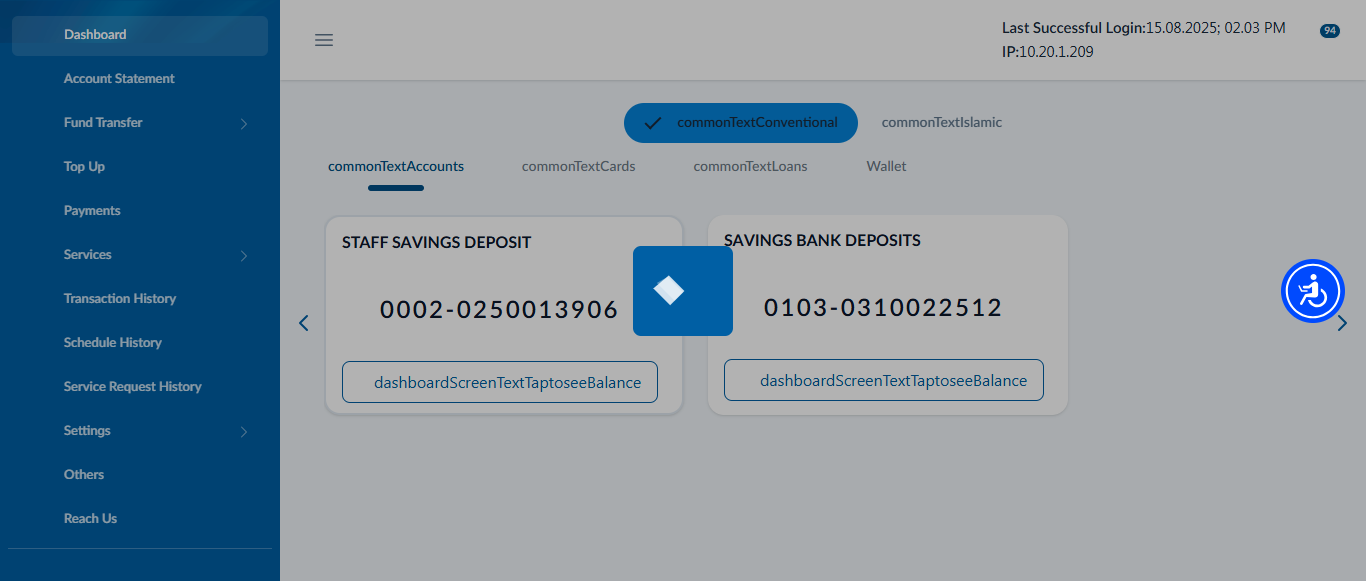 Dashboard
Account Statement
Fund Transfer
Top Up
Payments
Services
Transaction History
Schedule History
Service Request History
Settings
Others
Reach Us
Last Successful Login:15.08.2025; 02.03 PM
IP:10.20.1.209
94
commonTextConventional
commonTextIslamic
commonTextAccounts
commonTextCards
commonTextLoans
Wallet
STAFF SAVINGS DEPOSIT
0002-0250013906
dashboardScreenTextTaptoseeBalance
SAVINGS BANK DEPOSITS
0103-0310022512
dashboardScreenTextTaptoseeBalance